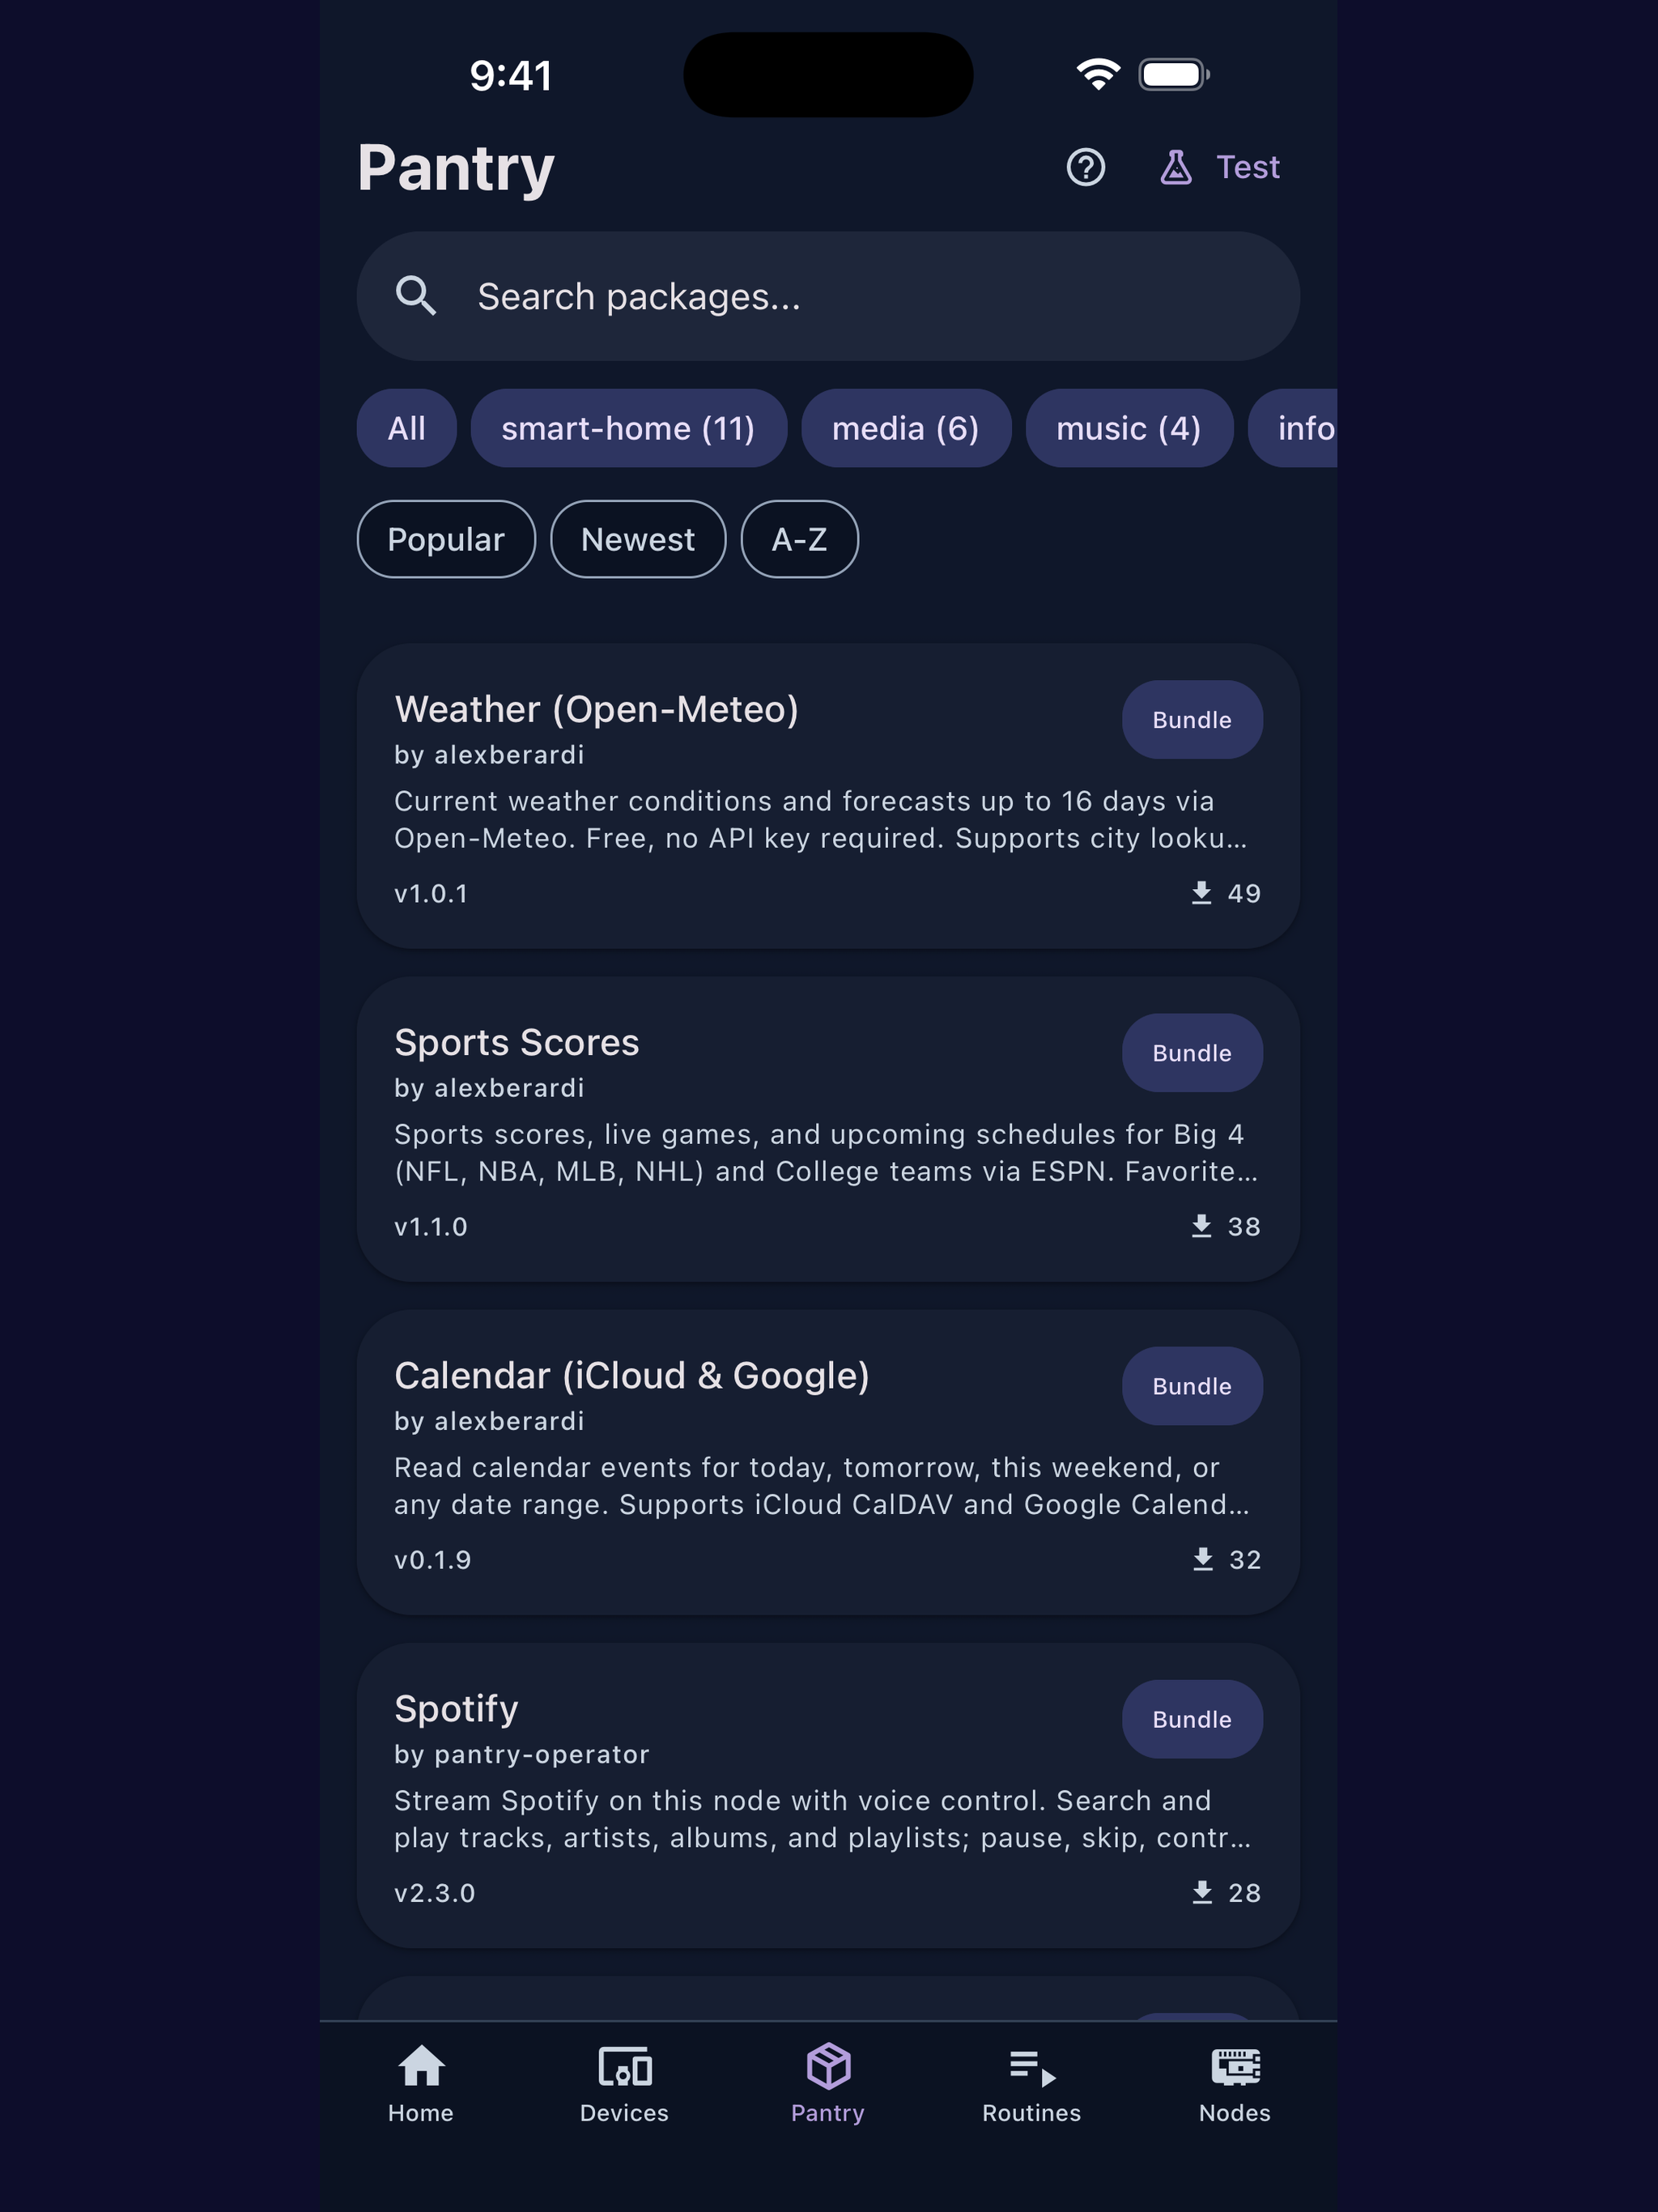 9:41
Pantry
Test
Search packages...
All
smart-home (11)
media (6)
music (4)
info
Popular
Newest
A-Z
Weather (Open-Meteo)
Bundle
by alexberardi
Current weather conditions and forecasts up to 16 days via
Open-Meteo. Free, no API key required. Supports city looku...
v1.0.1
49
Sports Scores
Bundle
by alexberardi
Sports scores, live games, and upcoming schedules for Big 4
(NFL, NBA, MLB, NHL) and College teams via ESPN. Favorite...
v1.1.0
38
Calendar (iCloud & Google)
Bundle
by alexberardi
Read calendar events for today, tomorrow, this weekend, or
any date range. Supports iCloud CalDAV and Google Calend...
v0.1.9
32
Spotify
Bundle
by pantry-operator
Stream Spotify on this node with voice control. Search and
play tracks, artists, albums, and playlists; pause, skip, contr...
v2.3.0
28
Home
Devices
Pantry
Routines
Nodes